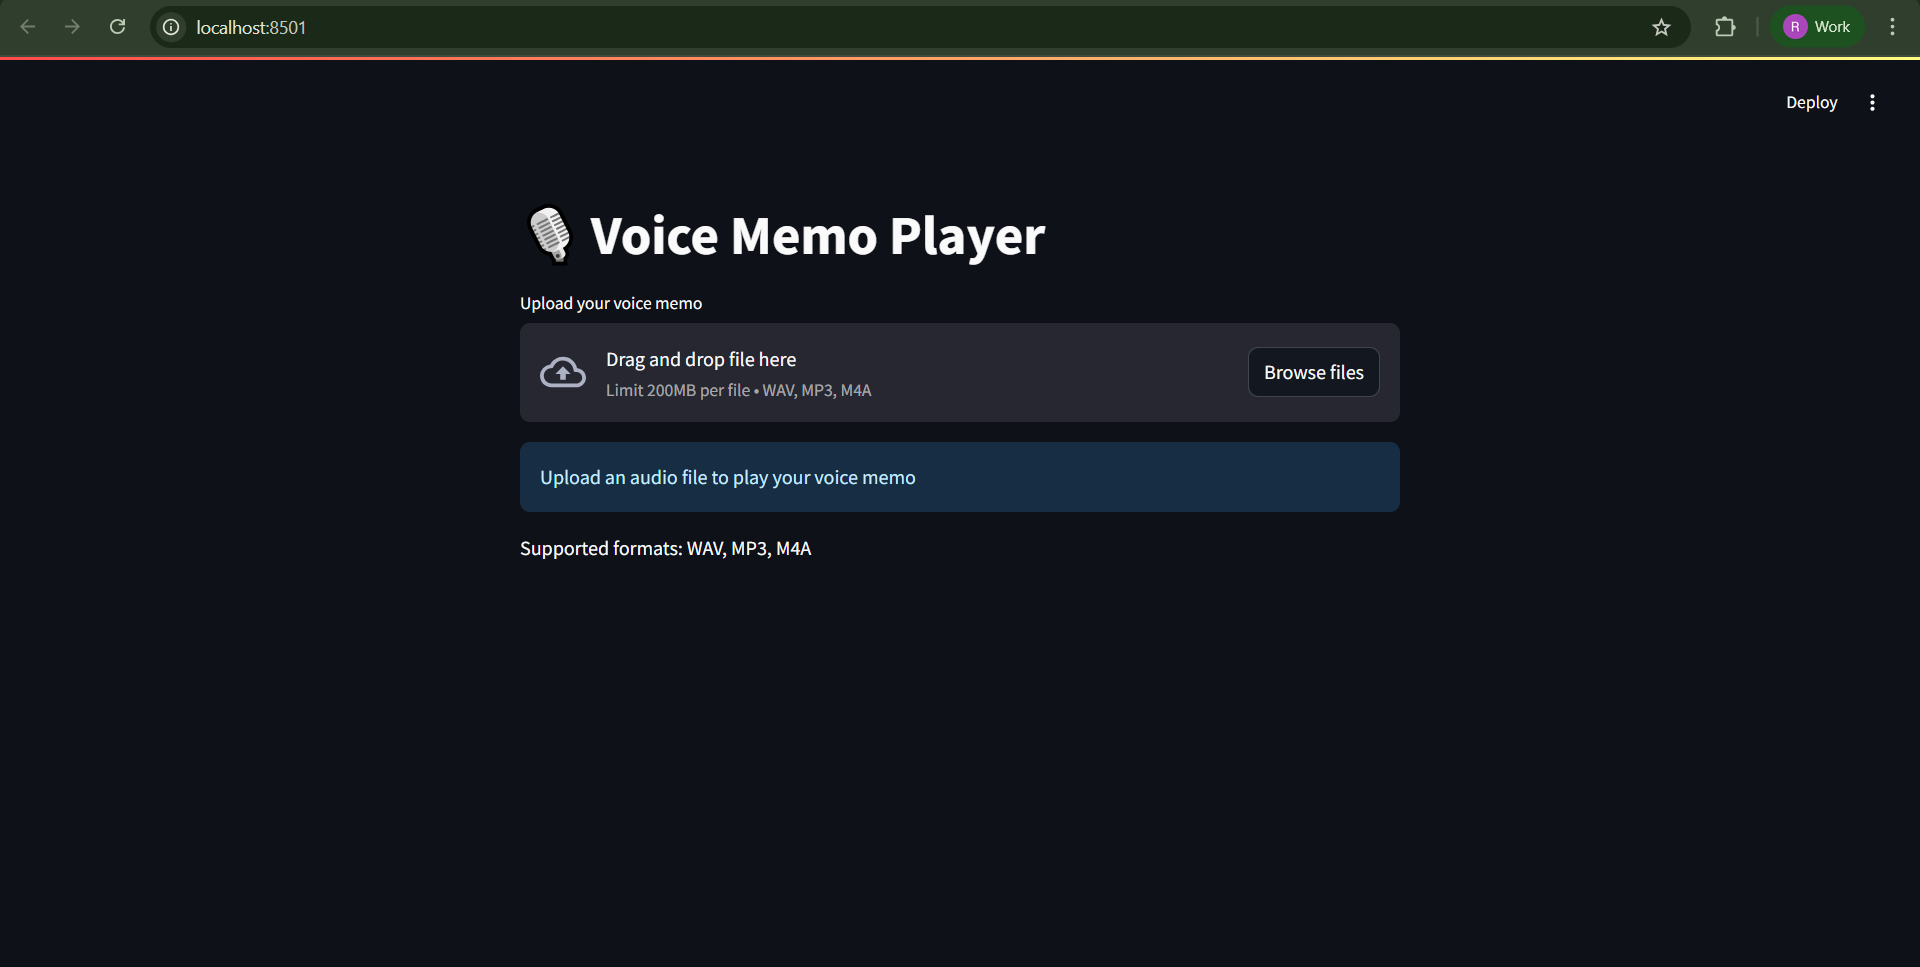 localhost:8501
R Work
Deploy
Voice Memo Player
Upload your voice memo
Drag and drop file here
Limit 200MB per file • WAV, MP3, M4A
Browse files
Upload an audio file to play your voice memo
Supported formats: WAV, MP3, M4A